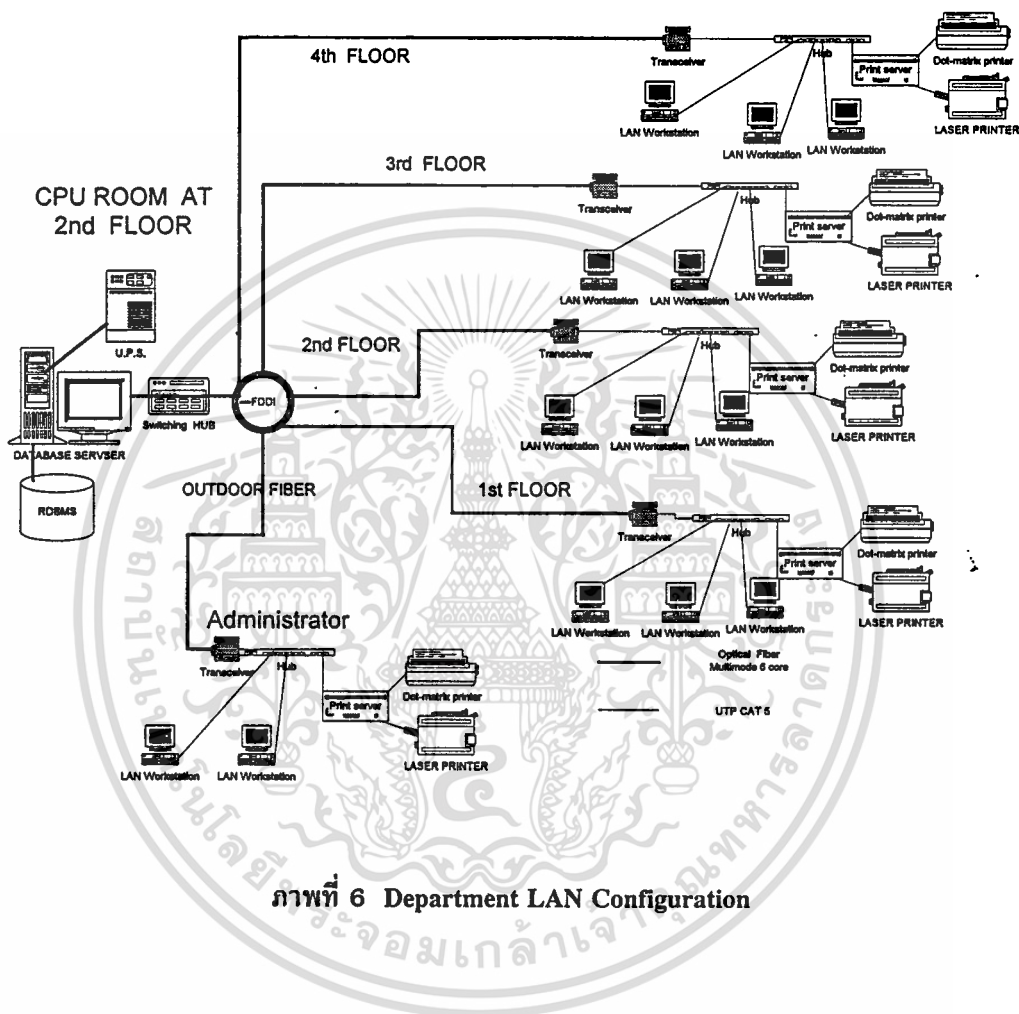 4th FLOOR
Transceiver
Hub
Print server
Dot-matrix printer
LASER PRINTER
LAN Workstation
LAN Workstation
LAN Workstation
3rd FLOOR
Transceiver
Hub
Print server
Dot-matrix printer
LASER PRINTER
LAN Workstation
LAN Workstation
LAN Workstation
CPU ROOM AT
2nd FLOOR
U.P.S.
DATABASE SERVSER
RDBMS
Switching HUB
FDDI
2nd FLOOR
Transceiver
Hub
Print server
Dot-matrix printer
LASER PRINTER
LAN Workstation
LAN Workstation
LAN Workstation
OUTDOOR FIBER
1st FLOOR
Transceiver
Hub
Print server
Dot-matrix printer
LASER PRINTER
LAN Workstation
LAN Workstation
LAN Workstation
Administrator
Transceiver
Hub
Print server
Dot-matrix printer
LASER PRINTER
LAN Workstation
LAN Workstation
Optical Fiber
Multimode 6 core
UTP CAT 5
ภาพที่ 6 Department LAN Configuration